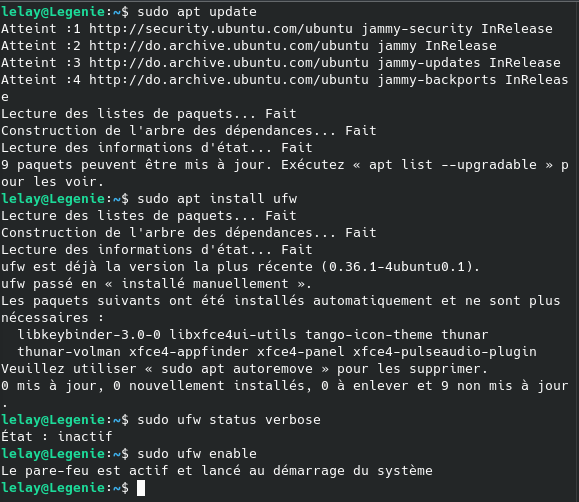 lelay@Legenie:~$ sudo apt update
Atteint :1 http://security.ubuntu.com/ubuntu jammy-security InRelease
Atteint :2 http://do.archive.ubuntu.com/ubuntu jammy InRelease
Atteint :3 http://do.archive.ubuntu.com/ubuntu jammy-updates InRelease
Atteint :4 http://do.archive.ubuntu.com/ubuntu jammy-backports InReleas
e
Lecture des listes de paquets... Fait
Construction de l'arbre des dépendances... Fait
Lecture des informations d'état... Fait
9 paquets peuvent être mis à jour. Exécutez « apt list --upgradable » p
our les voir.
lelay@Legenie:~$ sudo apt install ufw
Lecture des listes de paquets... Fait
Construction de l'arbre des dépendances... Fait
Lecture des informations d'état... Fait
ufw est déjà la version la plus récente (0.36.1-4ubuntu0.1).
ufw passé en « installé manuellement ».
Les paquets suivants ont été installés automatiquement et ne sont plus
nécessaires :
  libkeybinder-3.0-0 libxfce4ui-utils tango-icon-theme thunar
  thunar-volman xfce4-appfinder xfce4-panel xfce4-pulseaudio-plugin
Veuillez utiliser « sudo apt autoremove » pour les supprimer.
0 mis à jour, 0 nouvellement installés, 0 à enlever et 9 non mis à jour
.
lelay@Legenie:~$ sudo ufw status verbose
État : inactif
lelay@Legenie:~$ sudo ufw enable
Le pare-feu est actif et lancé au démarrage du système
lelay@Legenie:~$